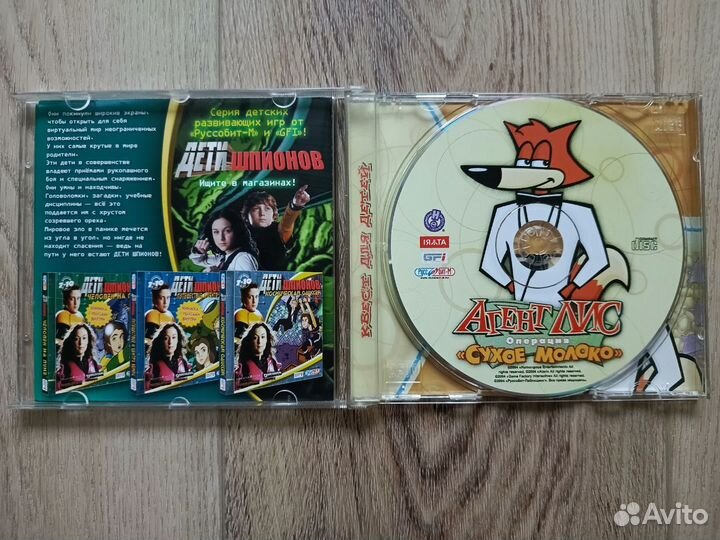 Они покинули широкие экраны,
чтобы открыть для себя
виртуальный мир неограниченных
возможностей.
У них самые крутые в мире
родители.
Эти дети в совершенстве
владеют приёмами рукопашного
боя и специальным снаряжением.
Они умны и находчивы.
Головоломки, загадки, учебные
дисциплины — всё это
поддается им с хрустом
созревшего ореха.
Мировое зло в панике мечется
из угла в угол, но нигде не
находит спасения — ведь на
пути у него встают ДЕТИ ШПИОНОВ!
Серия детских
развивающих игр от
«Руссобит-М» и «GFI»!
ДЕТИ ШПИОНОВ
Ищите в магазинах!
ДЕТИ ШПИОНОВ
ДЕТИ ШПИОНОВ
ДЕТИ ШПИОНОВ
КВЕСТ ДЛЯ ДЕТЕЙ
ATARI
GFI
РуссобИТ-М
АГЕНТ ЛИС
Операция
«СУХОЕ МОЛОКО»
Avito